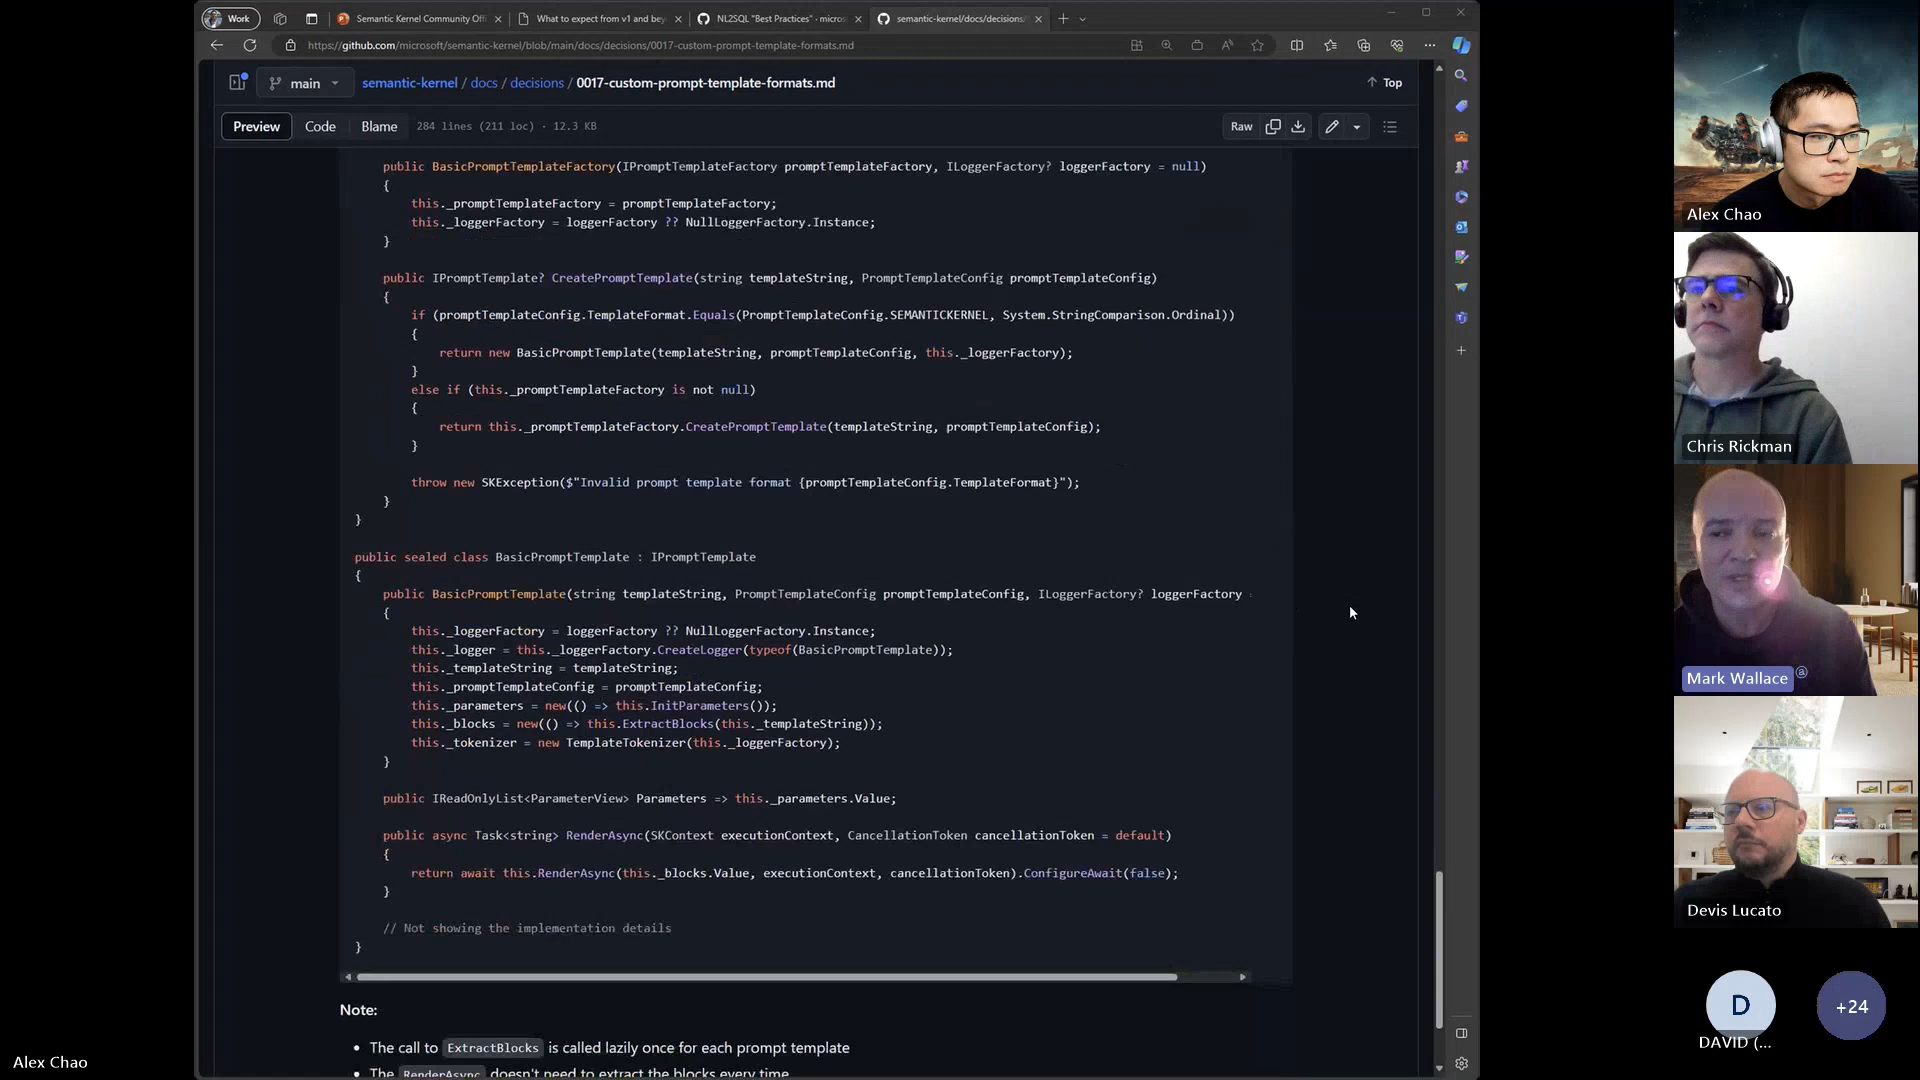 Work
Semantic Kernel Community Offi
What to expect from v1 and bey
NL2SQL "Best Practices" · micros
semantic-kernel/docs/decisions/
https://github.com/microsoft/semantic-kernel/blob/main/docs/decisions/0017-custom-prompt-template-formats.md
main
semantic-kernel / docs / decisions / 0017-custom-prompt-template-formats.md
Top
Preview
Code
Blame
284 lines (211 loc) · 12.3 KB
Raw
public BasicPromptTemplateFactory(IPromptTemplateFactory promptTemplateFactory, ILoggerFactory? loggerFactory = null)
{
this._promptTemplateFactory = promptTemplateFactory;
this._loggerFactory = loggerFactory ?? NullLoggerFactory.Instance;
}
public IPromptTemplate? CreatePromptTemplate(string templateString, PromptTemplateConfig promptTemplateConfig)
{
if (promptTemplateConfig.TemplateFormat.Equals(PromptTemplateConfig.SEMANTICKERNEL, System.StringComparison.Ordinal))
{
return new BasicPromptTemplate(templateString, promptTemplateConfig, this._loggerFactory);
}
else if (this._promptTemplateFactory is not null)
{
return this._promptTemplateFactory.CreatePromptTemplate(templateString, promptTemplateConfig);
}
throw new SKException($"Invalid prompt template format {promptTemplateConfig.TemplateFormat}");
}
}
public sealed class BasicPromptTemplate : IPromptTemplate
{
public BasicPromptTemplate(string templateString, PromptTemplateConfig promptTemplateConfig, ILoggerFactory? loggerFactory
{
this._loggerFactory = loggerFactory ?? NullLoggerFactory.Instance;
this._logger = this._loggerFactory.CreateLogger(typeof(BasicPromptTemplate));
this._templateString = templateString;
this._promptTemplateConfig = promptTemplateConfig;
this._parameters = new(() => this.InitParameters());
this._blocks = new(() => this.ExtractBlocks(this._templateString));
this._tokenizer = new TemplateTokenizer(this._loggerFactory);
}
public IReadOnlyList<ParameterView> Parameters => this._parameters.Value;
public async Task<string> RenderAsync(SKContext executionContext, CancellationToken cancellationToken = default)
{
return await this.RenderAsync(this._blocks.Value, executionContext, cancellationToken).ConfigureAwait(false);
}
// Not showing the implementation details
}
Note:
• The call to ExtractBlocks is called lazily once for each prompt template
• The RenderAsync doesn't need to extract the blocks every time
Alex Chao
Chris Rickman
Mark Wallace
Devis Lucato
D
+24
DAVID (...
Alex Chao